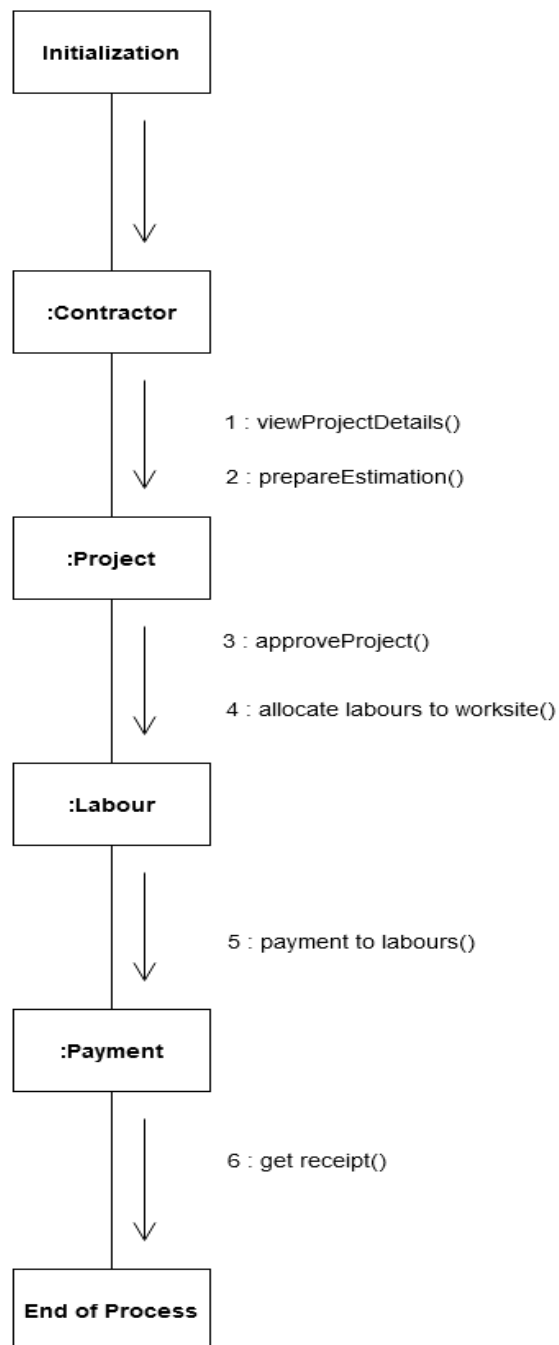 Initialization
:Contractor
1 : viewProjectDetails()
2 : prepareEstimation()
:Project
3 : approveProject()
4 : allocate labours to worksite()
:Labour
5 : payment to labours()
:Payment
6 : get receipt()
End of Process